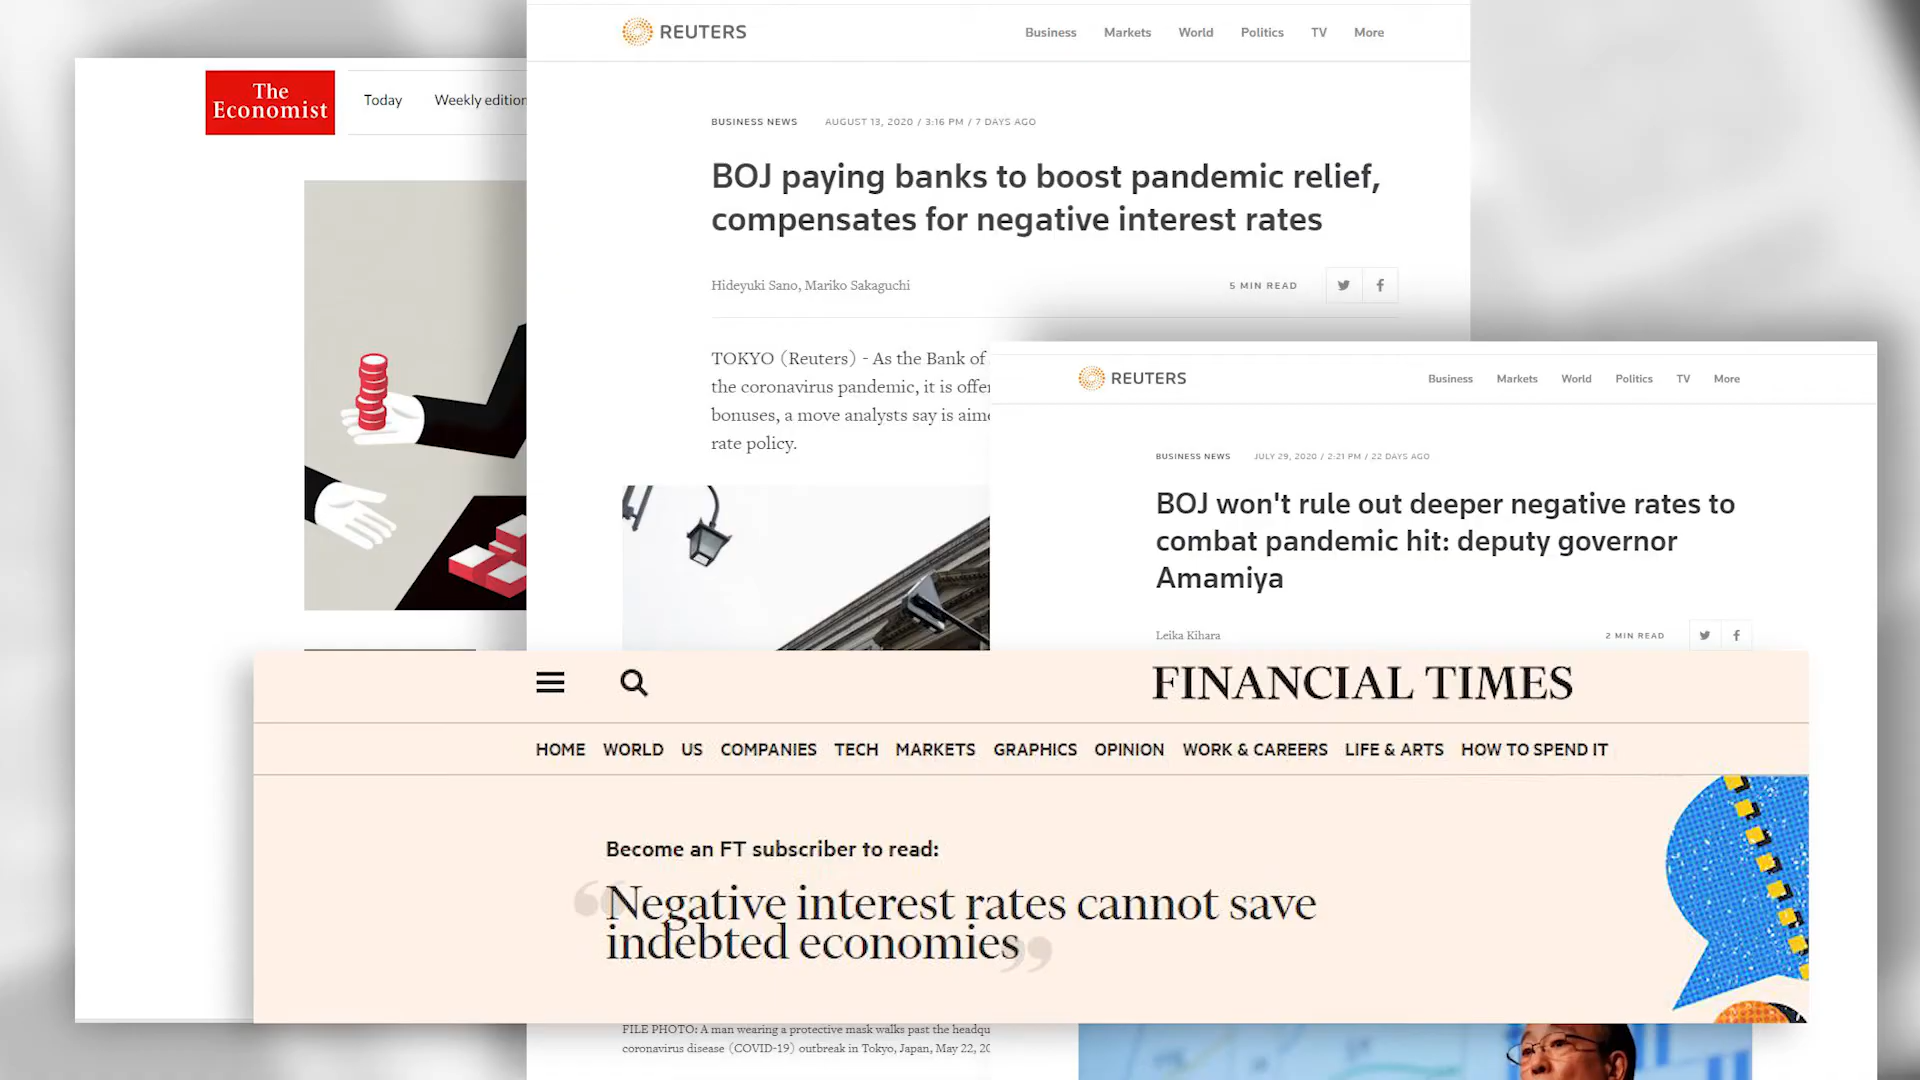 The
Economist
Today Weekly edition
REUTERS
Business Markets World Politics TV More
BUSINESS NEWS AUGUST 13, 2020 / 3:16 PM / 7 DAYS AGO
BOJ paying banks to boost pandemic relief,
compensates for negative interest rates
Hideyuki Sano, Mariko Sakaguchi
5 MIN READ
TOKYO (Reuters) - As the Bank of
the coronavirus pandemic, it is offer
bonuses, a move analysts say is aime
rate policy.
REUTERS
Business Markets World Politics TV More
BUSINESS NEWS JULY 29, 2020 / 2:21 PM / 22 DAYS AGO
BOJ won't rule out deeper negative rates to
combat pandemic hit: deputy governor
Amamiya
Leika Kihara
2 MIN READ
FINANCIAL TIMES
HOME WORLD US COMPANIES TECH MARKETS GRAPHICS OPINION WORK & CAREERS LIFE & ARTS HOW TO SPEND IT
Become an FT subscriber to read:
“Negative interest rates cannot save
indebted economies”
FILE PHOTO: A man wearing a protective mask walks past the headqu
coronavirus disease (COVID-19) outbreak in Tokyo, Japan, May 22, 20